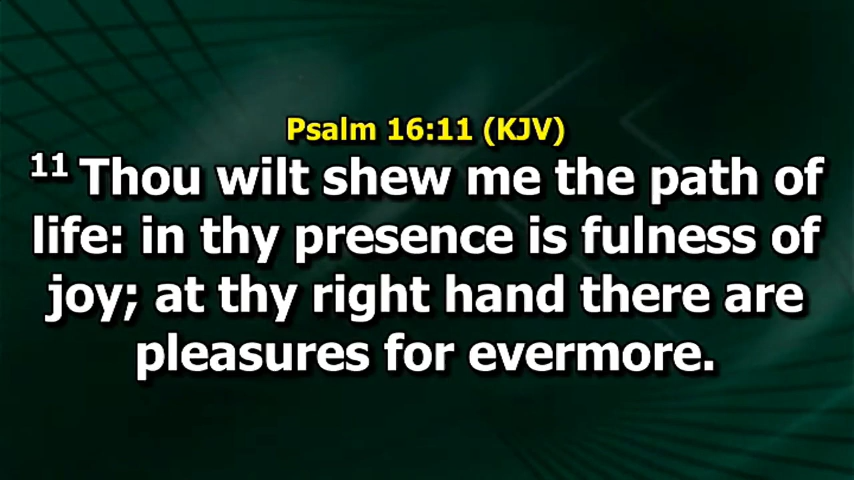 Psalm 16:11 (KJV)
11 Thou wilt shew me the path of
life: in thy presence is fulness of
joy; at thy right hand there are
pleasures for evermore.